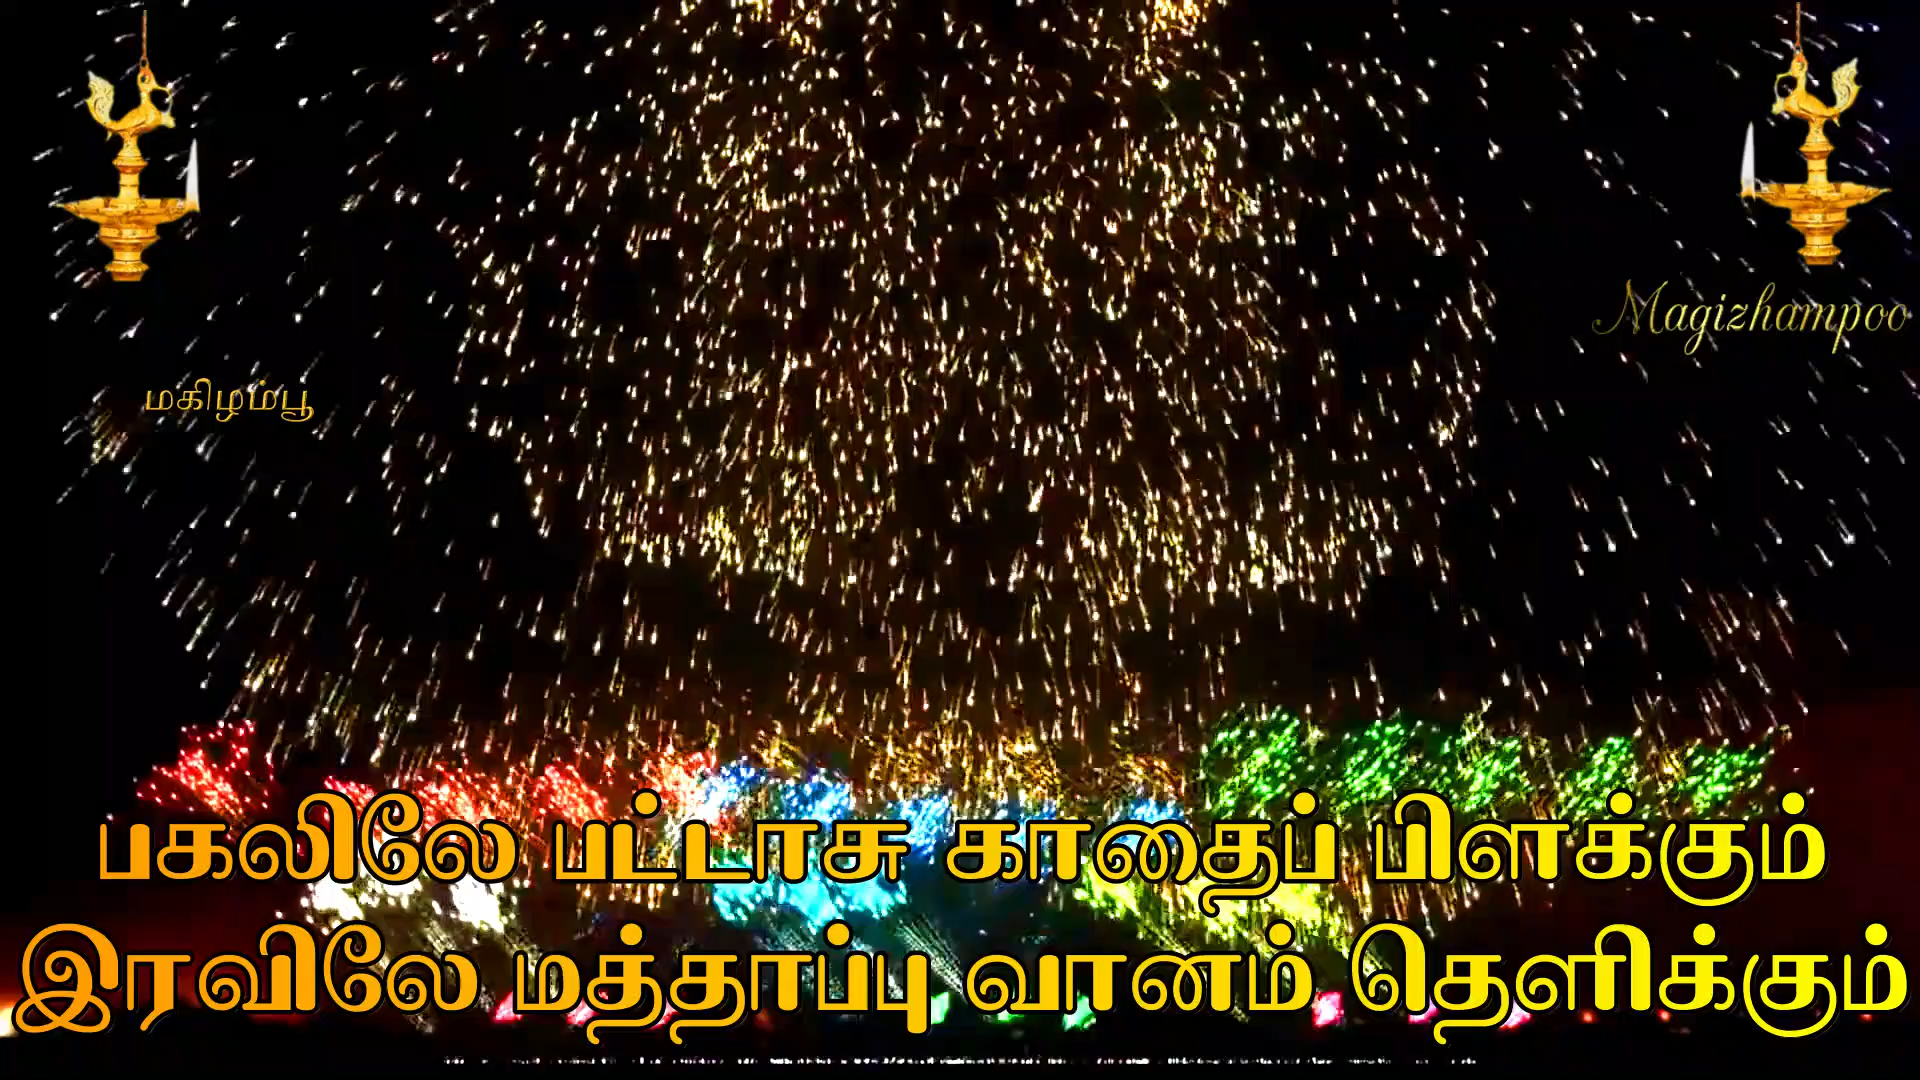 Magizhampoo
மகிழம்பூ
பகலிலே பட்டாசு காதைப் பிளக்கும்
இரவிலே மத்தாப்பு வானம் தெளிக்கும்